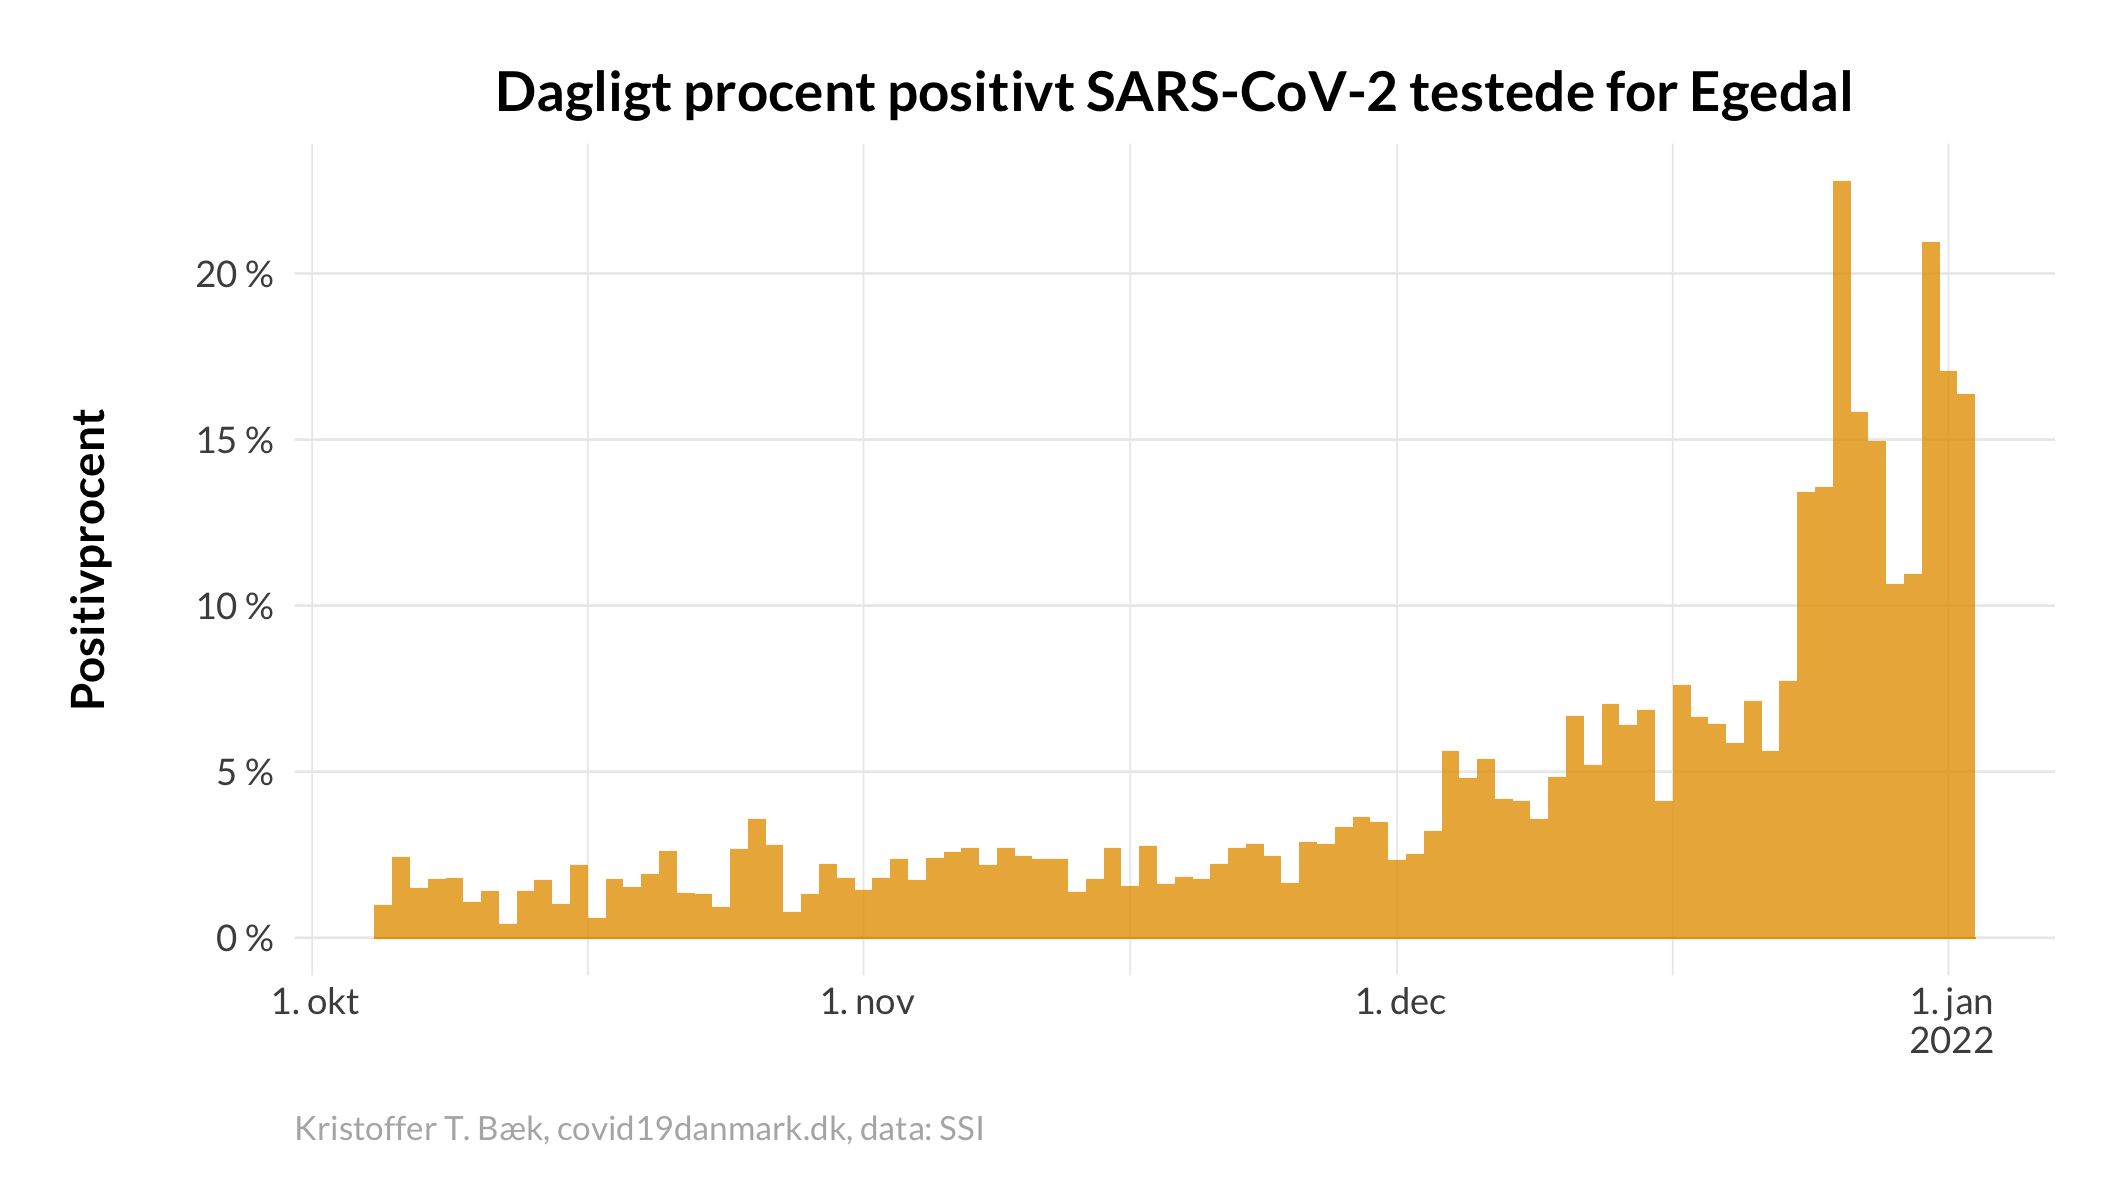 Dagligt procent positivt SARS-CoV-2 testede for Egedal
Positivprocent
20 %
15 %
10 %
5 %
0 %
1. okt
1. nov
1. dec
1. jan
2022
Kristoffer T. Bæk, covid19danmark.dk, data: SSI